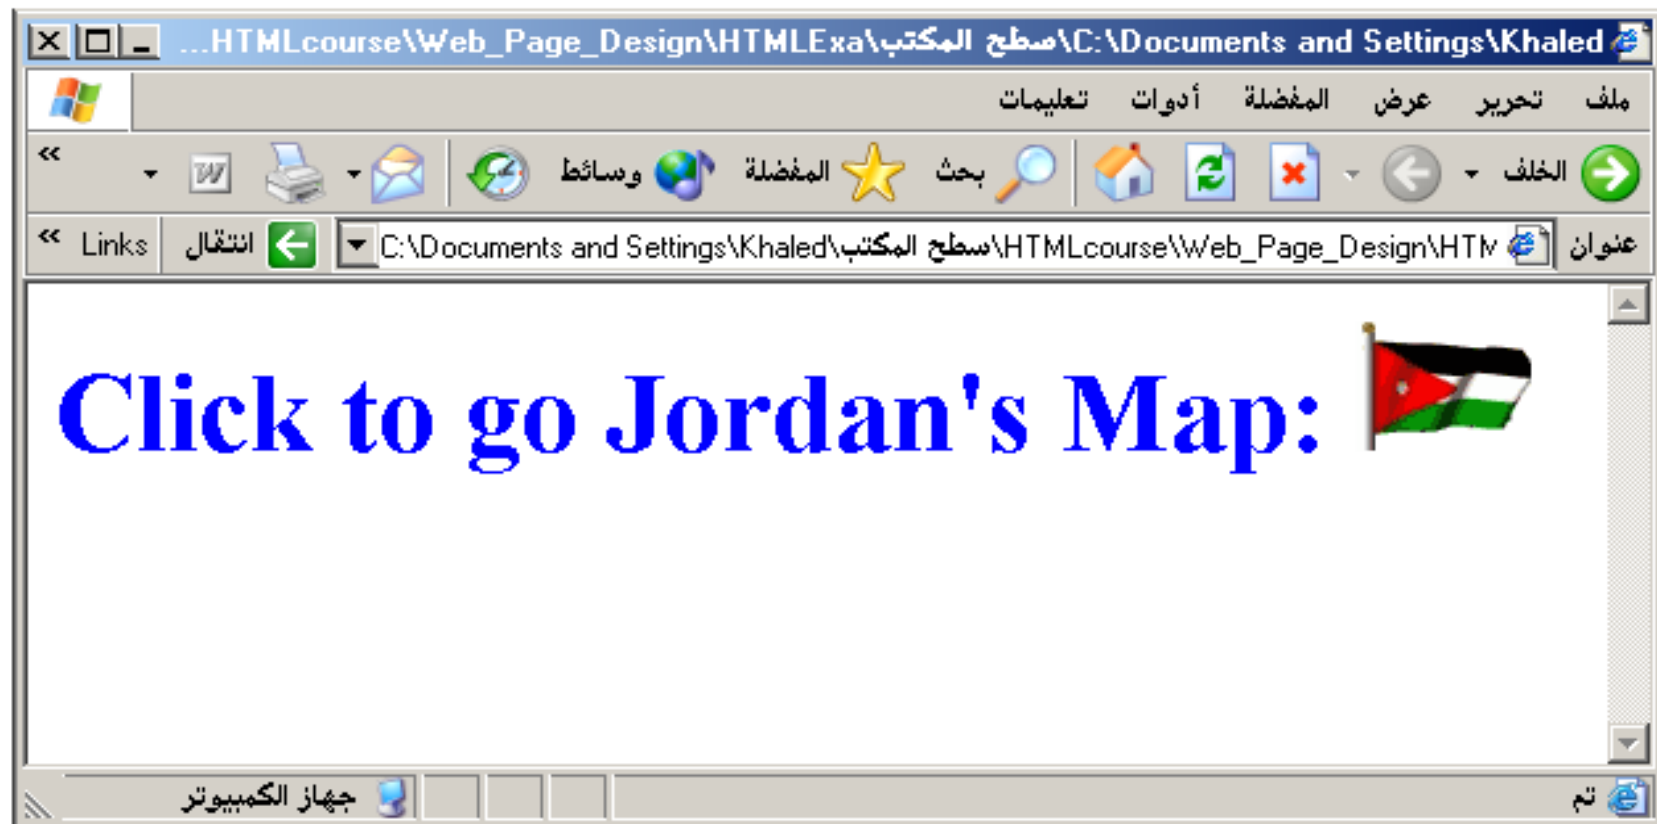 C:\Documents and Settings\Khaled\سطح المكتب\HTMLcourse\Web_Page_Design\HTMLExa...
ملف تحرير عرض المفضلة أدوات تعليمات
الخلف بحث المفضلة وسائط
عنوان C:\Documents and Settings\Khaled\سطح المكتب\HTMLcourse\Web_Page_Design\HTM انتقال Links
Click to go Jordan's Map:
تم جهاز الكمبيوتر